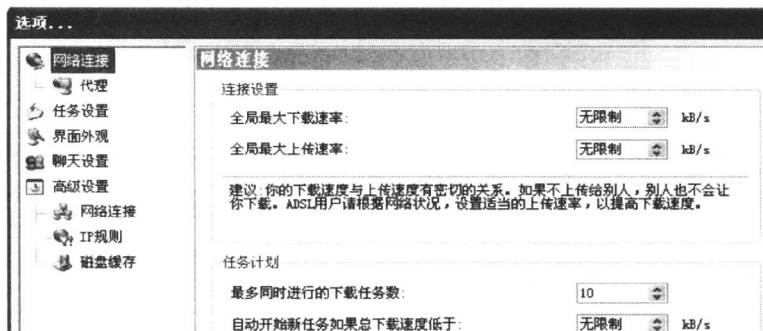 选项...
网络连接
代理
任务设置
界面外观
聊天设置
高级设置
网络连接
IP规则
磁盘缓存
网络连接
连接设置
全局最大下载速率: 无限制 kB/s
全局最大上传速率: 无限制 kB/s
建议:你的下载速度与上传速度有密切的关系。如果不上传给别人，别人也不会让
你下载。ADSL用户请根据网络状况，设置适当的上传速率，以提高下载速度。
任务计划
最多同时进行的下载任务数: 10
自动开始新任务如果总下载速度低于: 无限制 kB/s